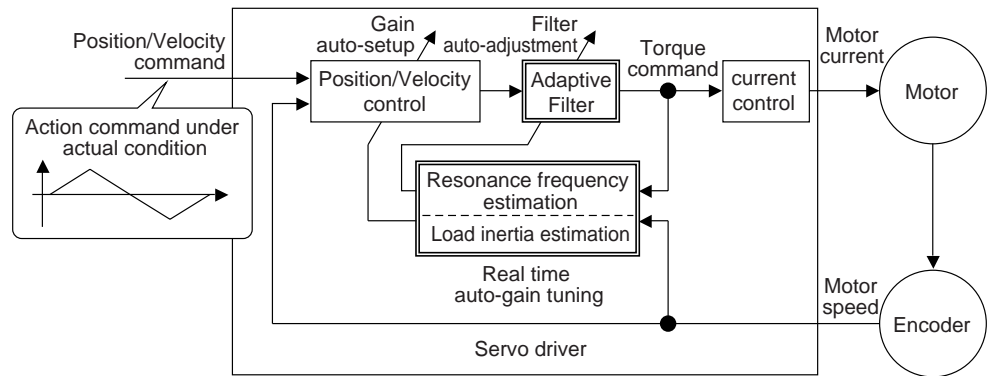 Gain
auto-setup
Filter
auto-adjustment
Position/Velocity
command
Torque
command
Motor
current
Position/Velocity
control
Adaptive
Filter
current
control
Motor
Action command under
actual condition
Resonance frequency
estimation
Load inertia estimation
Real time
auto-gain tuning
Motor
speed
Encoder
Servo driver